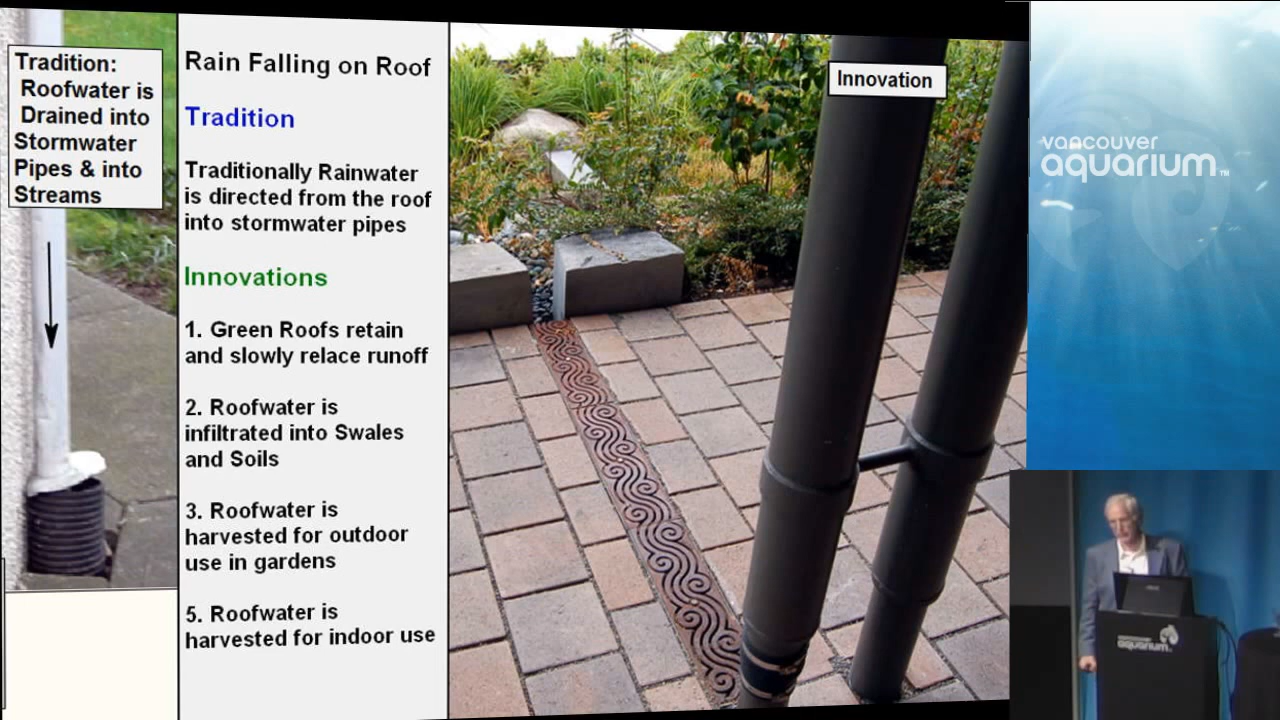 Tradition:
Roofwater is
Drained into
Stormwater
Pipes & into
Streams
Rain Falling on Roof
Tradition
Traditionally Rainwater
is directed from the roof
into stormwater pipes
Innovations
1. Green Roofs retain
and slowly relace runoff
2. Roofwater is
infiltrated into Swales
and Soils
3. Roofwater is
harvested for outdoor
use in gardens
5. Roofwater is
harvested for indoor use
Innovation
vancouver
aquarium™
vancouver
aquarium